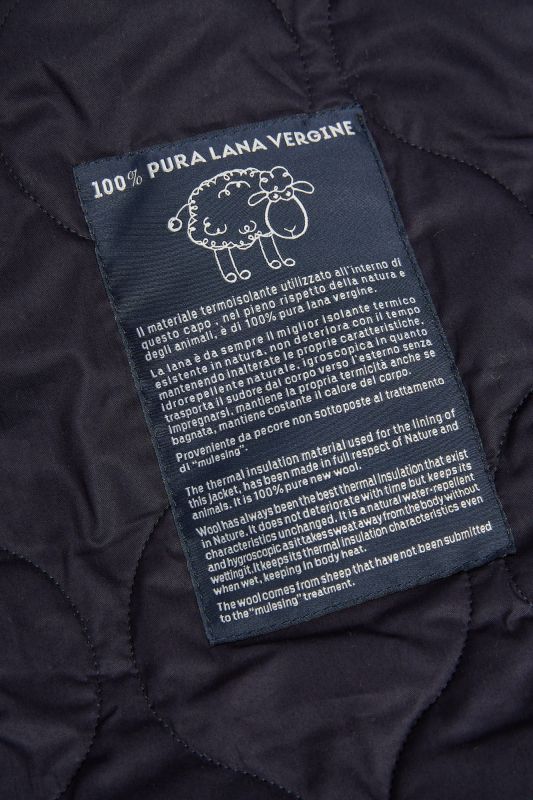 100% PURA LANA VERGINE
Il materiale termoisolante utilizzato all'interno di
questo capo, nel pieno rispetto della natura e
degli animali, è di 100% pura lana vergine.
La lana è da sempre il miglior isolante termico
esistente in natura, non deteriora con il tempo
mantenendo inalterate le proprie caratteristiche.
Idrorepellente naturale, igroscopica in quanto
trasporta il sudore dal corpo verso l'esterno senza
impregnarsi, mantiene la propria termicità anche se
bagnata, mantiene costante il calore del corpo.
Proveniente da pecore non sottoposte al trattamento
di "mulesing".
The thermal insulation material used for the lining of
this jacket, has been made in full respect of Nature and
animals. It is 100% pure new wool.
Wool has always been the best thermal insulation that exist
in Nature. It does not deteriorate with time but keeps its
characteristics unchanged. It is a natural water-repellent
and hygroscopic as it takes sweat away from the body without
wetting it. It keeps its thermal insulation characteristics even
when wet, keeping in body heat.
The wool comes from sheep that have not been submitted
to the "mulesing" treatment.